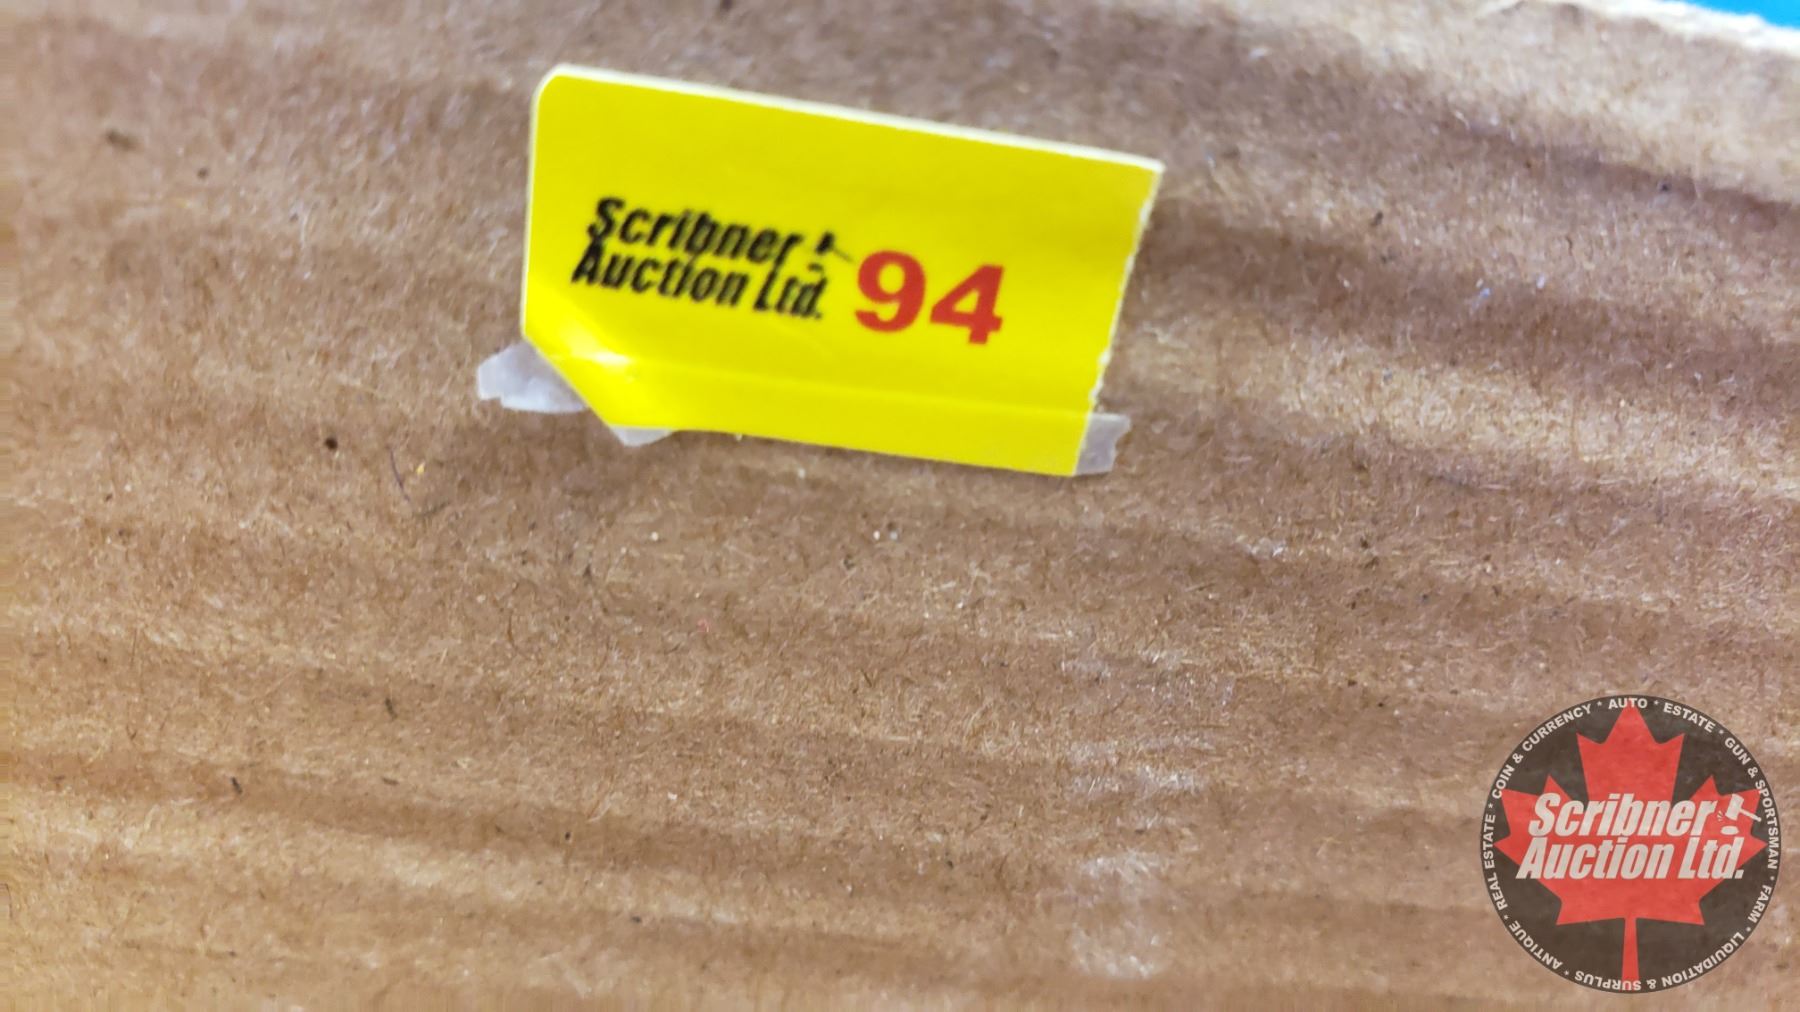 Scribner
Auction Ltd.
94
COIN & CURRENCY * AUTO * ESTATE * GUN & SPORTSMAN * FARM * LIQUIDATION & SURPLUS * ANTIQUE * REAL ESTATE *
Scribner
Auction Ltd.